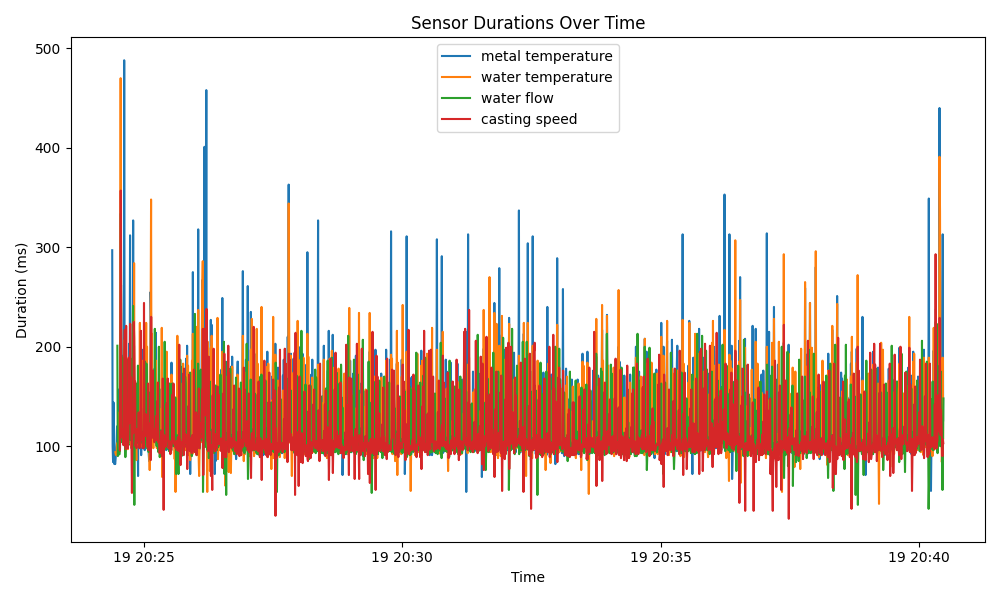 Sensor Durations Over Time
metal temperature
water temperature
water flow
casting speed
500
400
300
200
100
Duration (ms)
19 20:25
19 20:30
19 20:35
19 20:40
Time